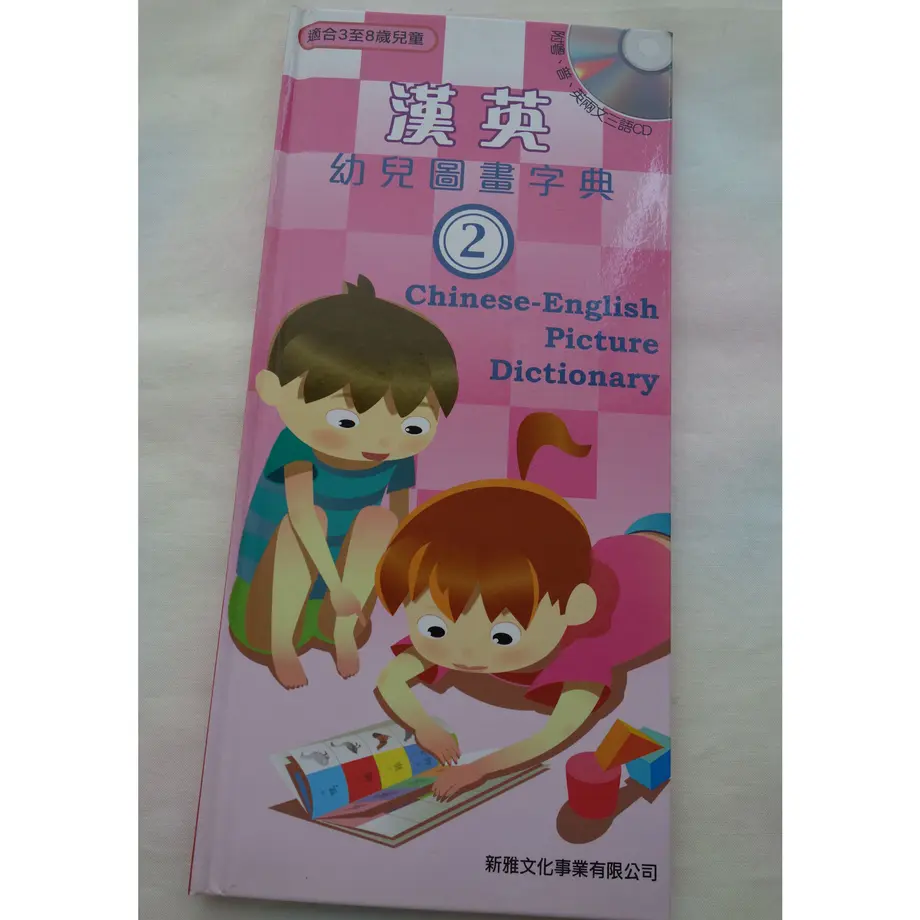 適合3至8歲兒童
附粵、普、英兩文三語CD
漢英
幼兒圖畫字典
2
Chinese-English
Picture
Dictionary
新雅文化事業有限公司